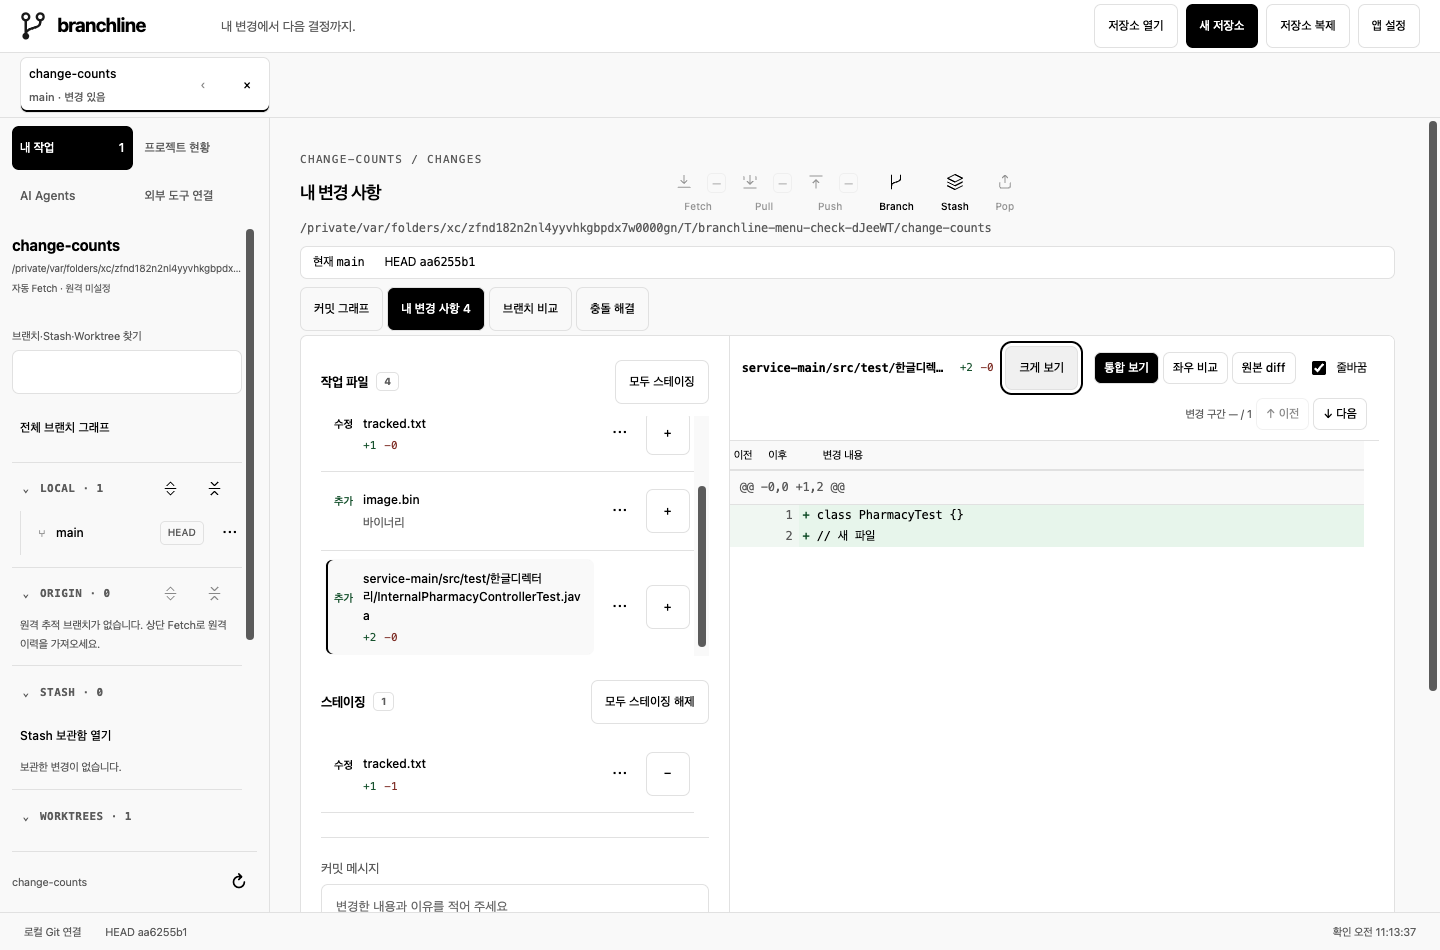 branchline
내 변경에서 다음 결정까지.
저장소 열기
새 저장소
저장소 복제
앱 설정
change-counts
main · 변경 있음
‹
×
내 작업 1
프로젝트 현황
AI Agents
외부 도구 연결
change-counts
/private/var/folders/xc/zfnd182n2nl4yyvhkgbpdx...
자동 Fetch · 원격 미설정
브랜치·Stash·Worktree 찾기
전체 브랜치 그래프
LOCAL · 1
main HEAD ···
ORIGIN · 0
원격 추적 브랜치가 없습니다. 상단 Fetch로 원격
이력을 가져오세요.
STASH · 0
Stash 보관함 열기
보관한 변경이 없습니다.
WORKTREES · 1
change-counts
CHANGE-COUNTS / CHANGES
내 변경 사항
Fetch
Pull
Push
Branch
Stash
Pop
/private/var/folders/xc/zfnd182n2nl4yyvhkgbpdx7w0000gn/T/branchline-menu-check-dJeeWT/change-counts
현재 main HEAD aa6255b1
커밋 그래프
내 변경 사항 4
브랜치 비교
충돌 해결
작업 파일 4
모두 스테이징
수정 tracked.txt ··· +
+1 −0
추가 image.bin ··· +
바이너리
service-main/src/test/한글디렉터
추가 리/InternalPharmacyControllerTest.jav ··· +
a
+2 −0
스테이징 1
모두 스테이징 해제
수정 tracked.txt ··· −
+1 −1
커밋 메시지
변경한 내용과 이유를 적어 주세요
service-main/src/test/한글디렉… +2 −0
크게 보기
통합 보기
좌우 비교
원본 diff
줄바꿈
변경 구간 — / 1
↑ 이전
↓ 다음
이전 이후 변경 내용
@@ −0,0 +1,2 @@
1 + class PharmacyTest {}
2 + // 새 파일
로컬 Git 연결
HEAD aa6255b1
확인 오전 11:13:37